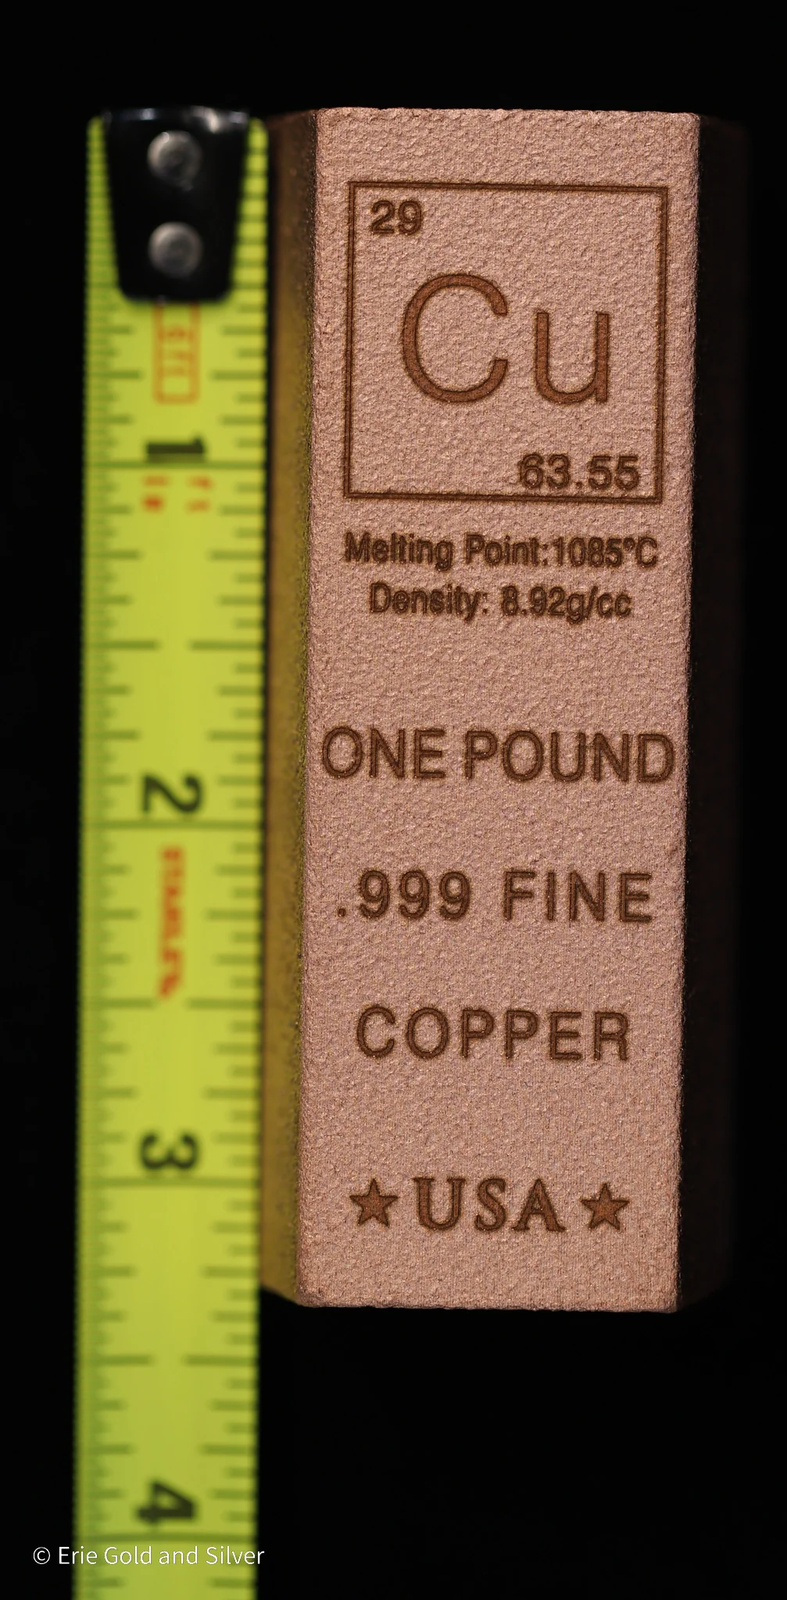 29
Cu
63.55
Melting Point:1085°C
Density: 8.92g/cc
ONE POUND
.999 FINE
COPPER
★ USA ★
1
2
3
4
© Erie Gold and Silver